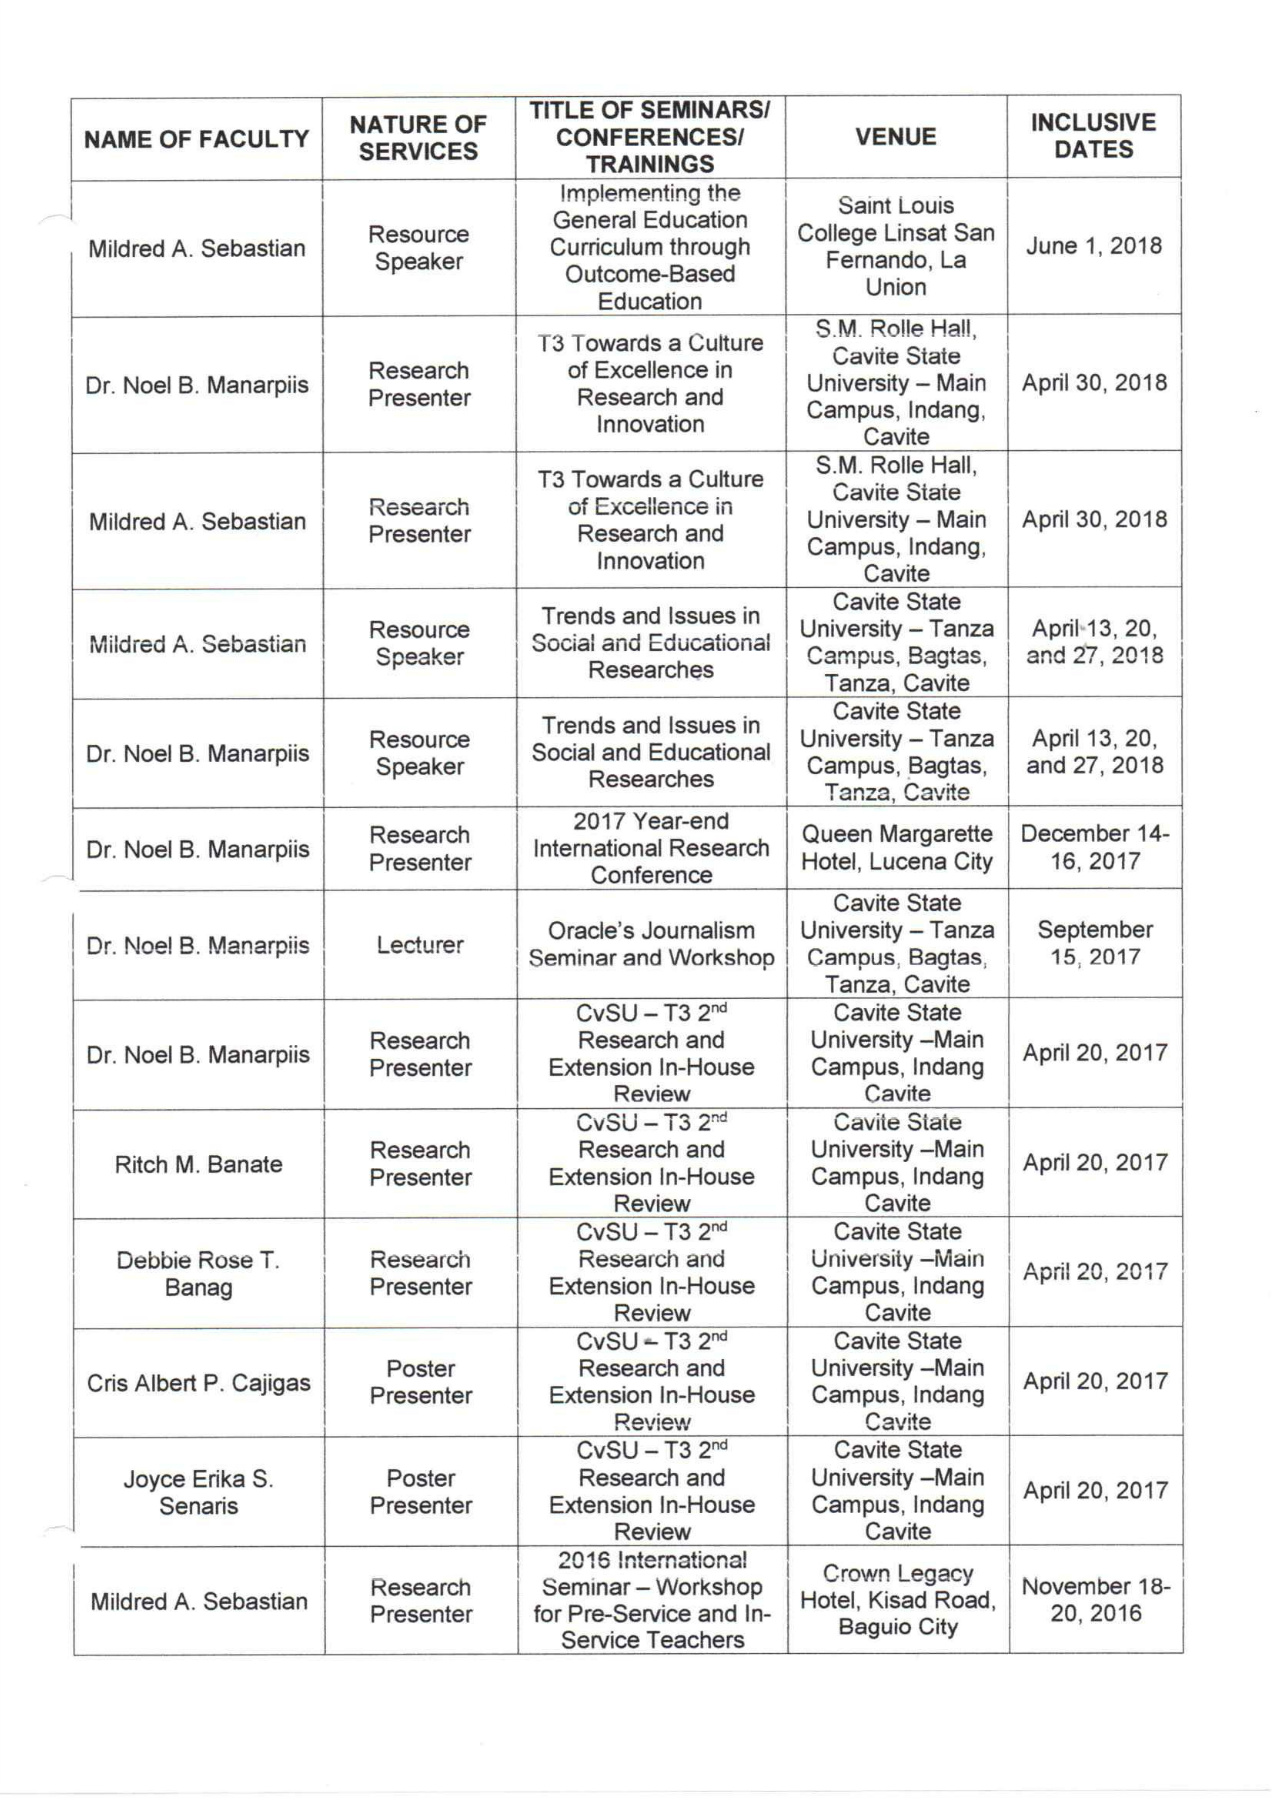 NAME OF FACULTY
NATURE OF
SERVICES
TITLE OF SEMINARS/
CONFERENCES/
TRAININGS
VENUE
INCLUSIVE
DATES
Mildred A. Sebastian
Resource
Speaker
Implementing the
General Education
Curriculum through
Outcome-Based
Education
Saint Louis
College Linsat San
Fernando, La
Union
June 1, 2018
Dr. Noel B. Manarpiis
Research
Presenter
T3 Towards a Culture
of Excellence in
Research and
Innovation
S.M. Rolle Hall,
Cavite State
University – Main
Campus, Indang,
Cavite
April 30, 2018
Mildred A. Sebastian
Research
Presenter
T3 Towards a Culture
of Excellence in
Research and
Innovation
S.M. Rolle Hall,
Cavite State
University – Main
Campus, Indang,
Cavite
April 30, 2018
Mildred A. Sebastian
Resource
Speaker
Trends and Issues in
Social and Educational
Researches
Cavite State
University – Tanza
Campus, Bagtas,
Tanza, Cavite
April 13, 20,
and 27, 2018
Dr. Noel B. Manarpiis
Resource
Speaker
Trends and Issues in
Social and Educational
Researches
Cavite State
University – Tanza
Campus, Bagtas,
Tanza, Cavite
April 13, 20,
and 27, 2018
Dr. Noel B. Manarpiis
Research
Presenter
2017 Year-end
International Research
Conference
Queen Margarette
Hotel, Lucena City
December 14-
16, 2017
Dr. Noel B. Manarpiis
Lecturer
Oracle's Journalism
Seminar and Workshop
Cavite State
University – Tanza
Campus, Bagtas,
Tanza, Cavite
September
15, 2017
Dr. Noel B. Manarpiis
Research
Presenter
CvSU – T3 2nd
Research and
Extension In-House
Review
Cavite State
University –Main
Campus, Indang
Cavite
April 20, 2017
Ritch M. Banate
Research
Presenter
CvSU – T3 2nd
Research and
Extension In-House
Review
Cavite State
University –Main
Campus, Indang
Cavite
April 20, 2017
Debbie Rose T.
Banag
Research
Presenter
CvSU – T3 2nd
Research and
Extension In-House
Review
Cavite State
University –Main
Campus, Indang
Cavite
April 20, 2017
Cris Albert P. Cajigas
Poster
Presenter
CvSU – T3 2nd
Research and
Extension In-House
Review
Cavite State
University –Main
Campus, Indang
Cavite
April 20, 2017
Joyce Erika S.
Senaris
Poster
Presenter
CvSU – T3 2nd
Research and
Extension In-House
Review
Cavite State
University –Main
Campus, Indang
Cavite
April 20, 2017
Mildred A. Sebastian
Research
Presenter
2016 International
Seminar – Workshop
for Pre-Service and In-
Service Teachers
Crown Legacy
Hotel, Kisad Road,
Baguio City
November 18-
20, 2016